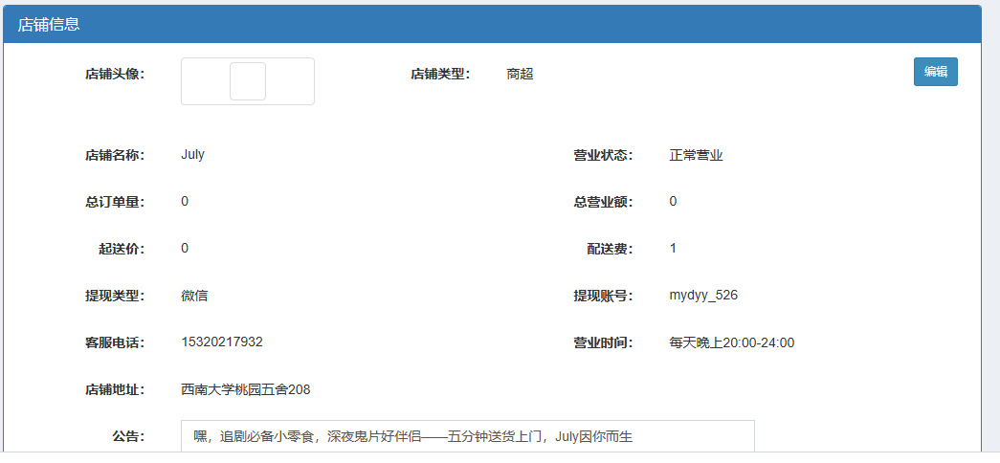 店铺信息
店铺头像： 店铺类型： 商超 编辑
店铺名称： July 营业状态： 正常营业
总订单量： 0 总营业额： 0
起送价： 0 配送费： 1
提现类型： 微信 提现账号： mydyy_526
客服电话： 15320217932 营业时间： 每天晚上20:00-24:00
店铺地址： 西南大学桃园五舍208
公告： 嘿，追剧必备小零食，深夜鬼片好伴侣——五分钟送货上门，July因你而生